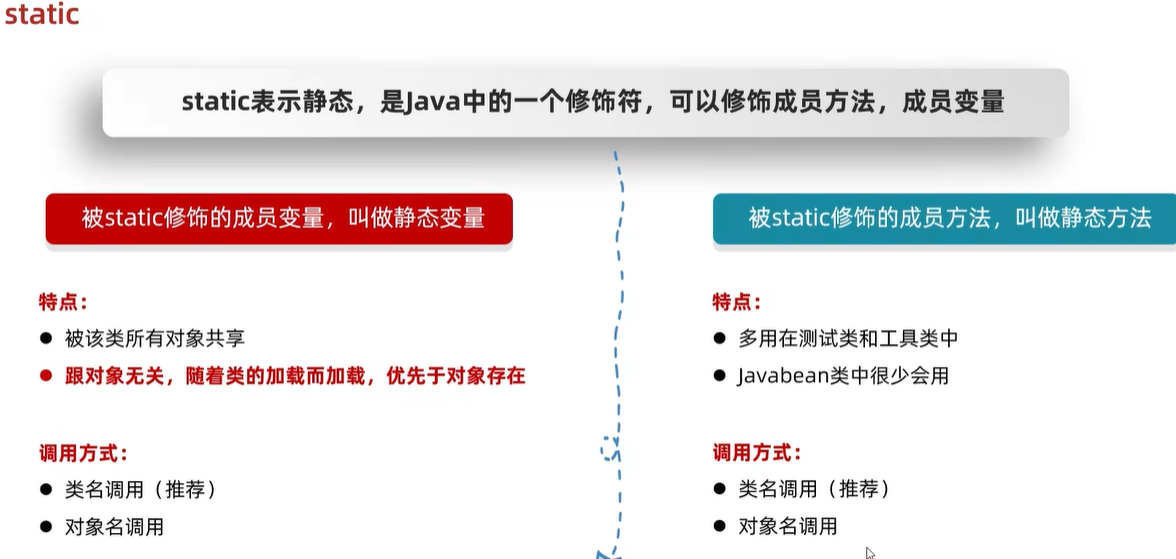 static
static表示静态，是Java中的一个修饰符，可以修饰成员方法，成员变量
被static修饰的成员变量，叫做静态变量
特点：
被该类所有对象共享
跟对象无关，随着类的加载而加载，优先于对象存在
调用方式：
类名调用（推荐）
对象名调用
被static修饰的成员方法，叫做静态方法
特点：
多用在测试类和工具类中
Javabean类中很少会用
调用方式：
类名调用（推荐）
对象名调用